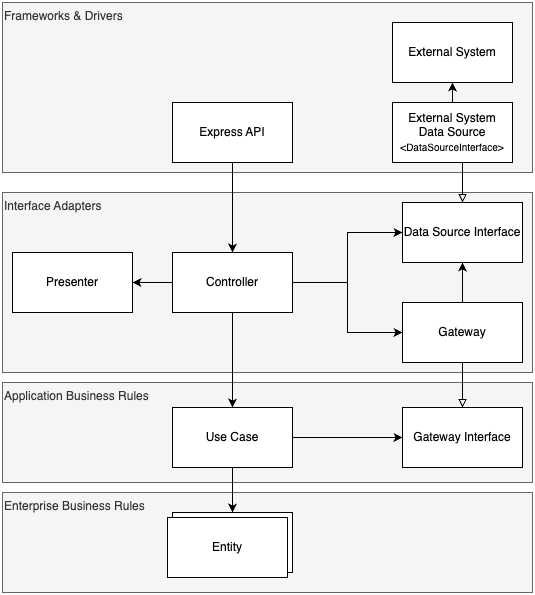 Frameworks & Drivers
External System
Express API
External System
Data Source
<DataSourceInterface>
Interface Adapters
Data Source Interface
Presenter
Controller
Gateway
Application Business Rules
Use Case
Gateway Interface
Enterprise Business Rules
Entity